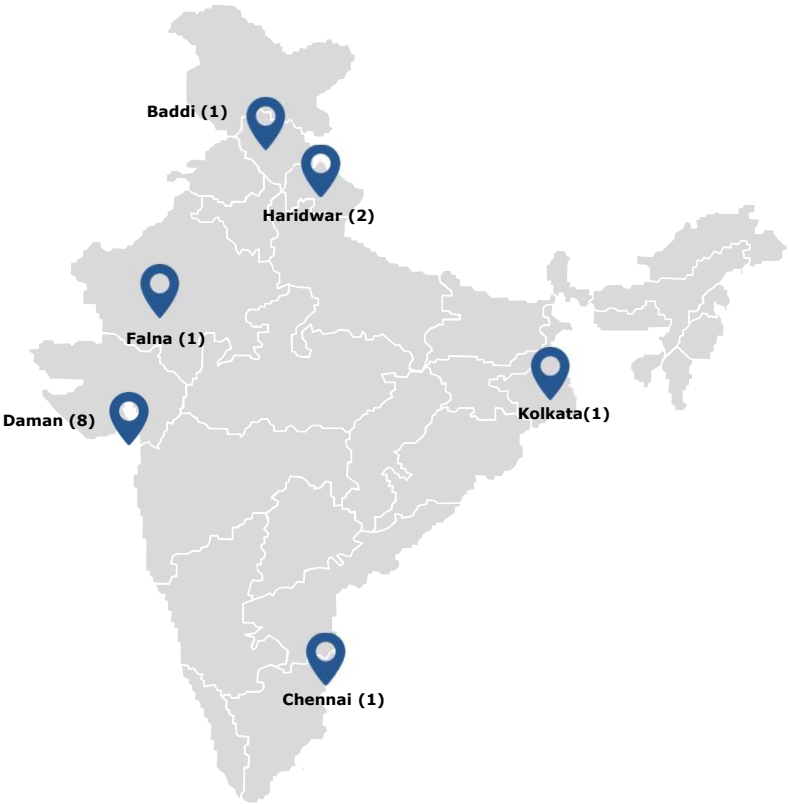 Baddi (1)
Haridwar (2)
Falna (1)
Daman (8)
Kolkata(1)
Chennai (1)